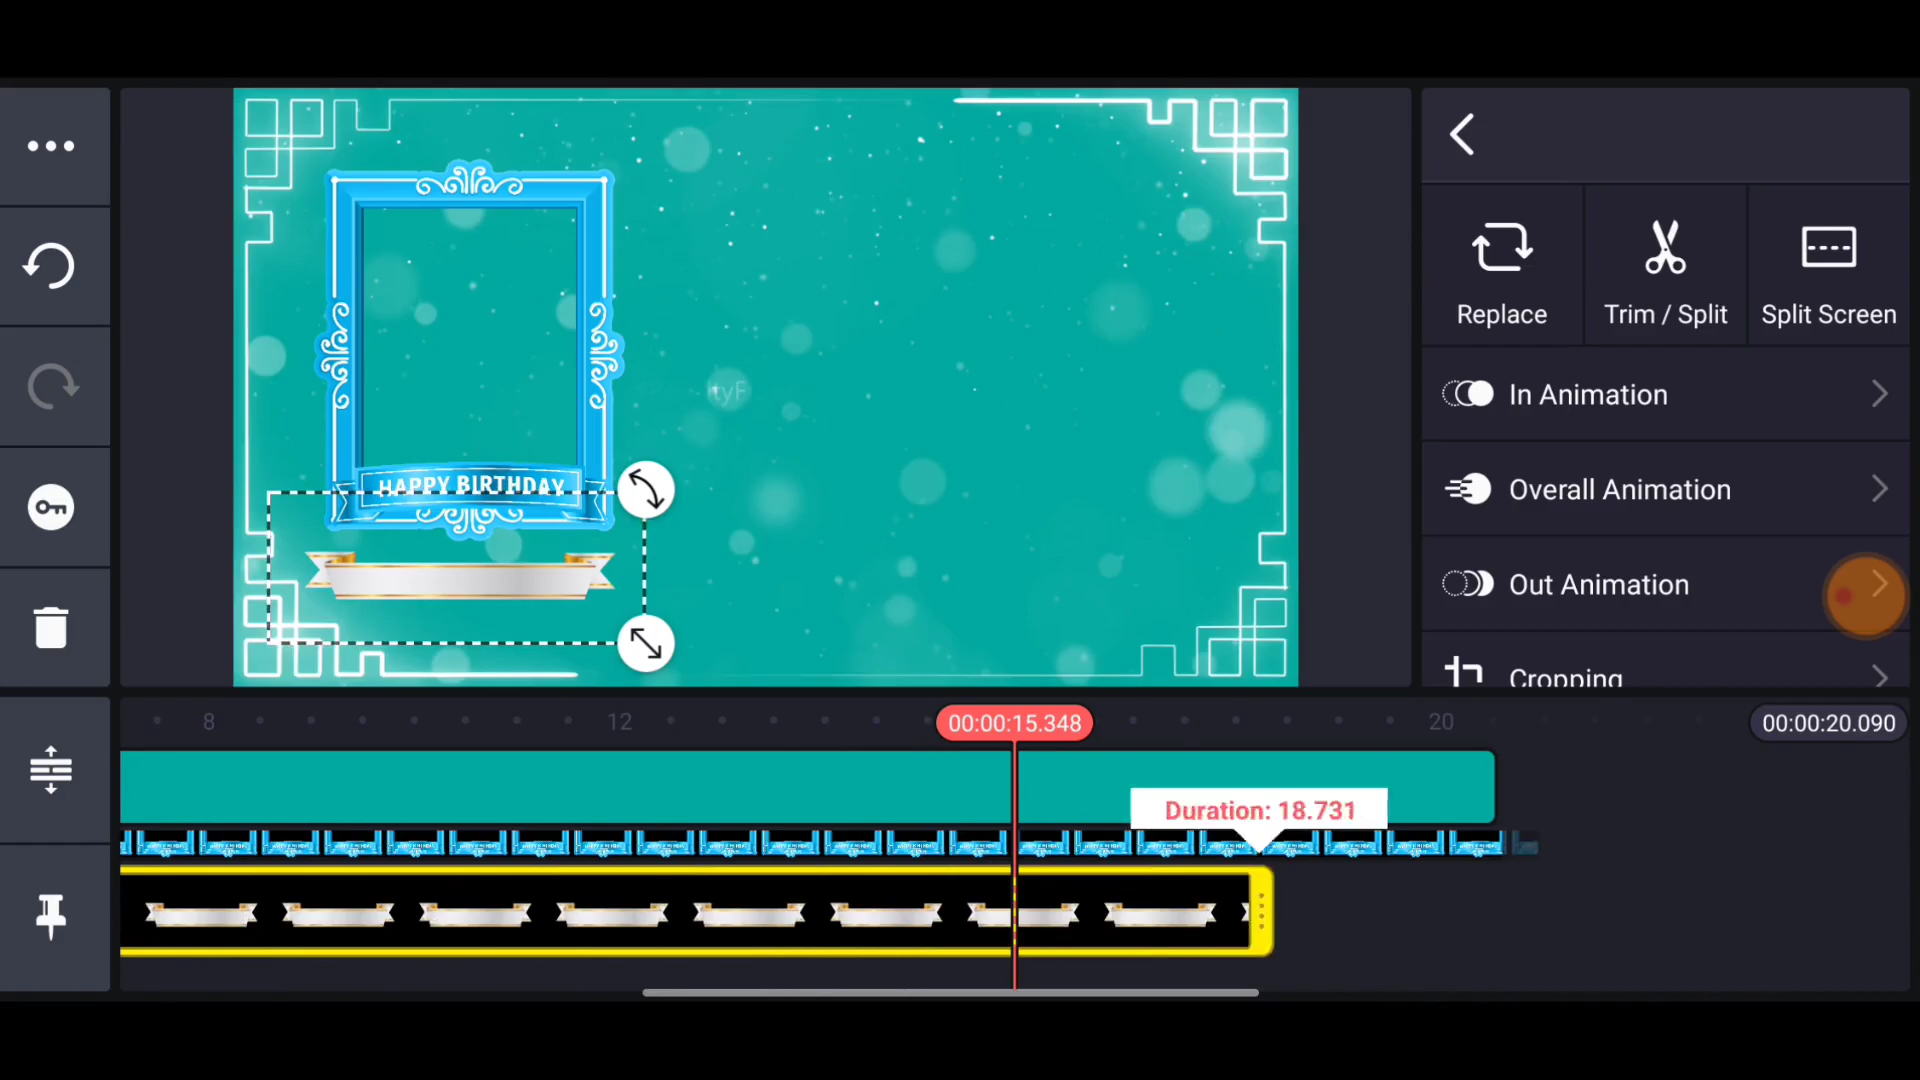 Replace
Trim / Split
Split Screen
In Animation
Overall Animation
Out Animation
Cropping
HAPPY BIRTHDAY
8
12
00:00:15.348
20
00:00:20.090
Duration: 18.731